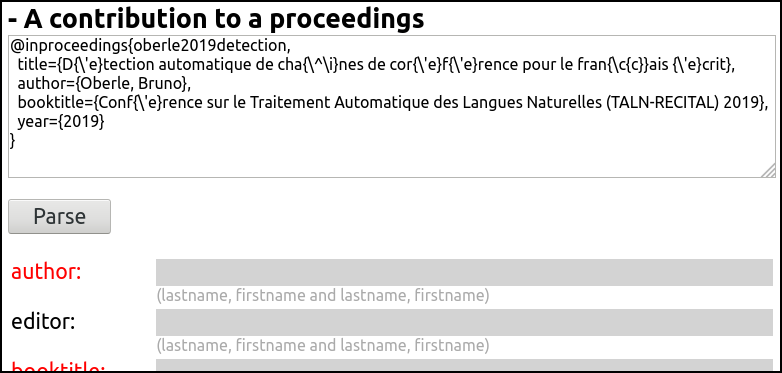 - A contribution to a proceedings
@inproceedings{oberle2019detection,
title={D{\'e}tection automatique de cha{\^\i}nes de cor{\'e}f{\'e}rence pour le fran{\c{c}}ais {\'e}crit},
author={Oberle, Bruno},
booktitle={Conf{\'e}rence sur le Traitement Automatique des Langues Naturelles (TALN-RECITAL) 2019},
year={2019}
}
Parse
author:
(lastname, firstname and lastname, firstname)
editor:
(lastname, firstname and lastname, firstname)
booktitle: